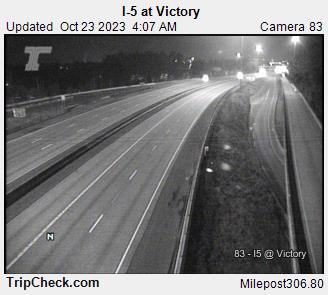 I-5 at Victory
Updated Oct 23 2023 4:07 AM Camera 83
T
N
83 - I5 @ Victory
TripCheck.com Milepost306.80